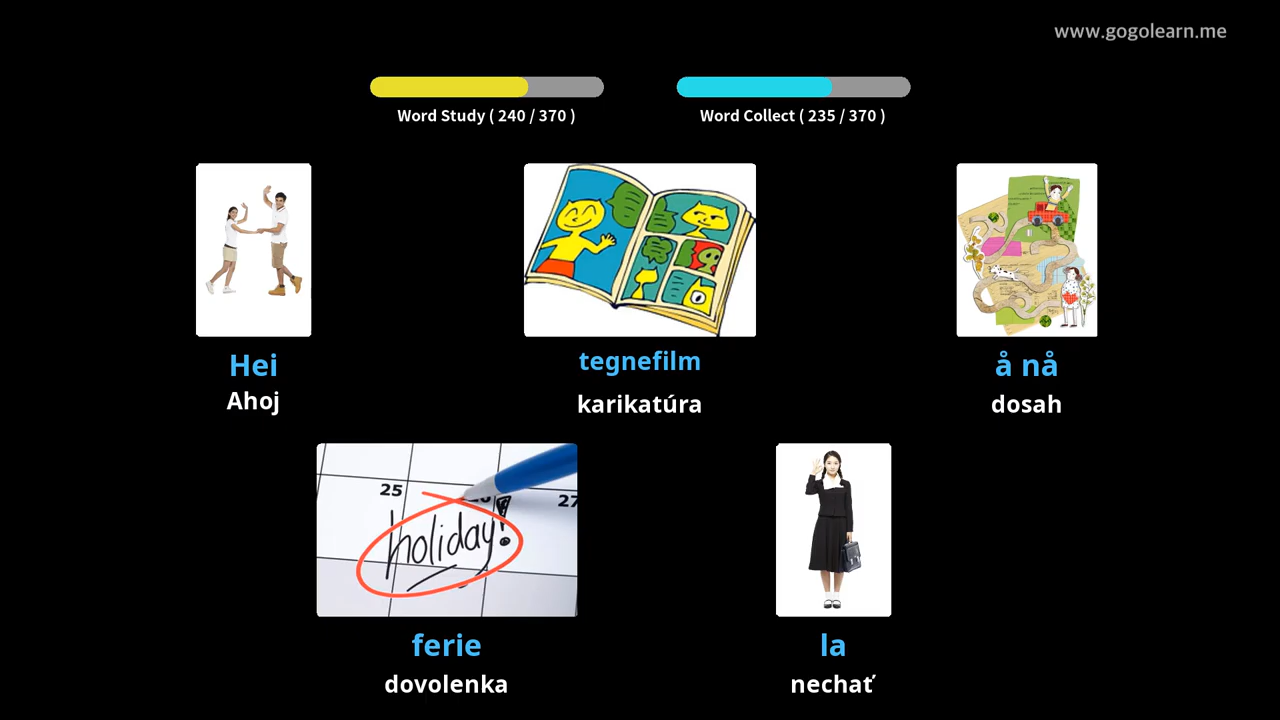 www.gogolearn.me
Word Study ( 240 / 370 )
Word Collect ( 235 / 370 )
Hei
Ahoj
tegnefilm
karikatúra
å nå
dosah
25
27
holiday!
ferie
dovolenka
la
nechať